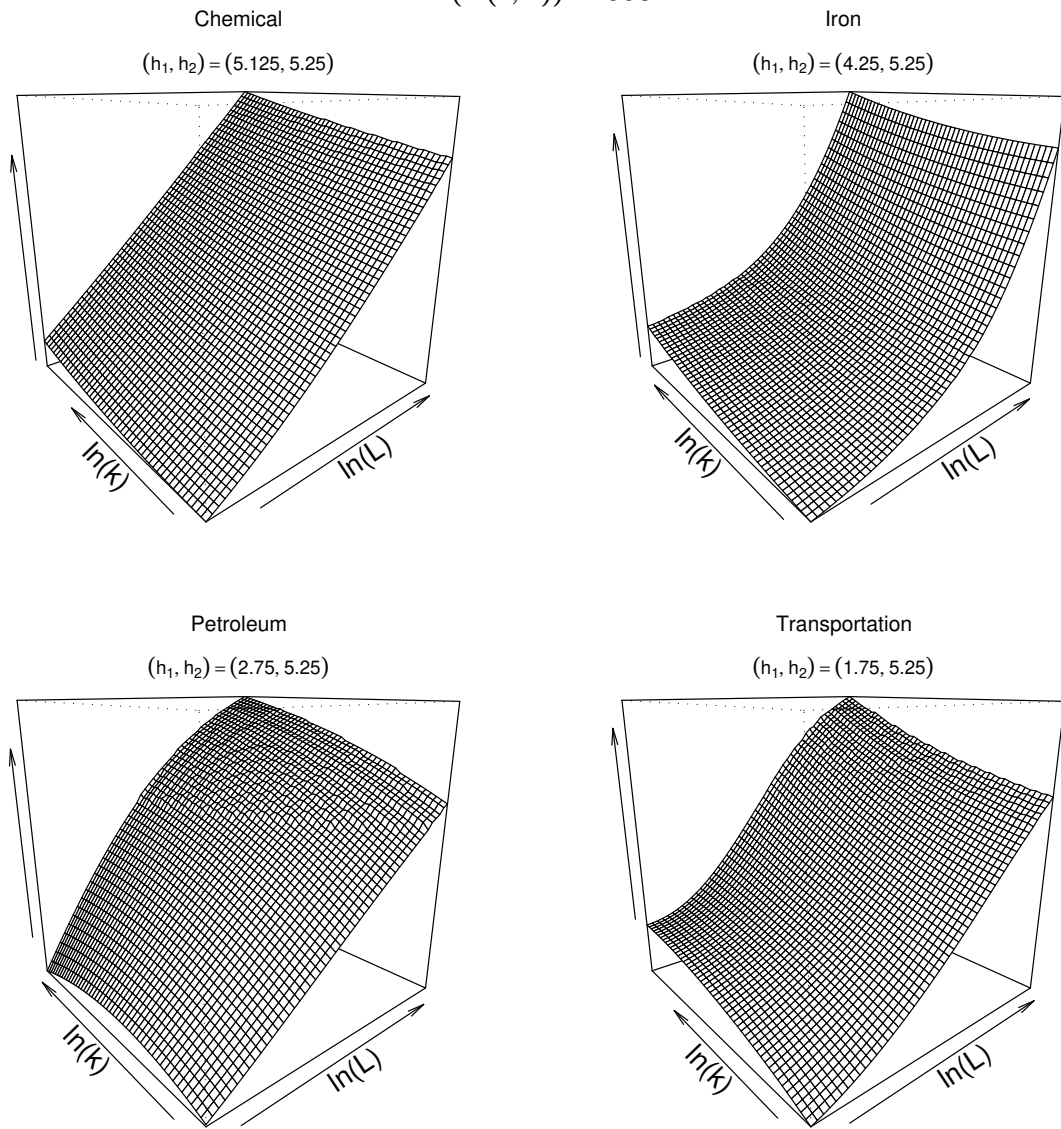 Chemical
(h₁, h₂) = (5.125, 5.25)
ln(k)
ln(L)
Iron
(h₁, h₂) = (4.25, 5.25)
ln(k)
ln(L)
Petroleum
(h₁, h₂) = (2.75, 5.25)
ln(k)
ln(L)
Transportation
(h₁, h₂) = (1.75, 5.25)
ln(k)
ln(L)